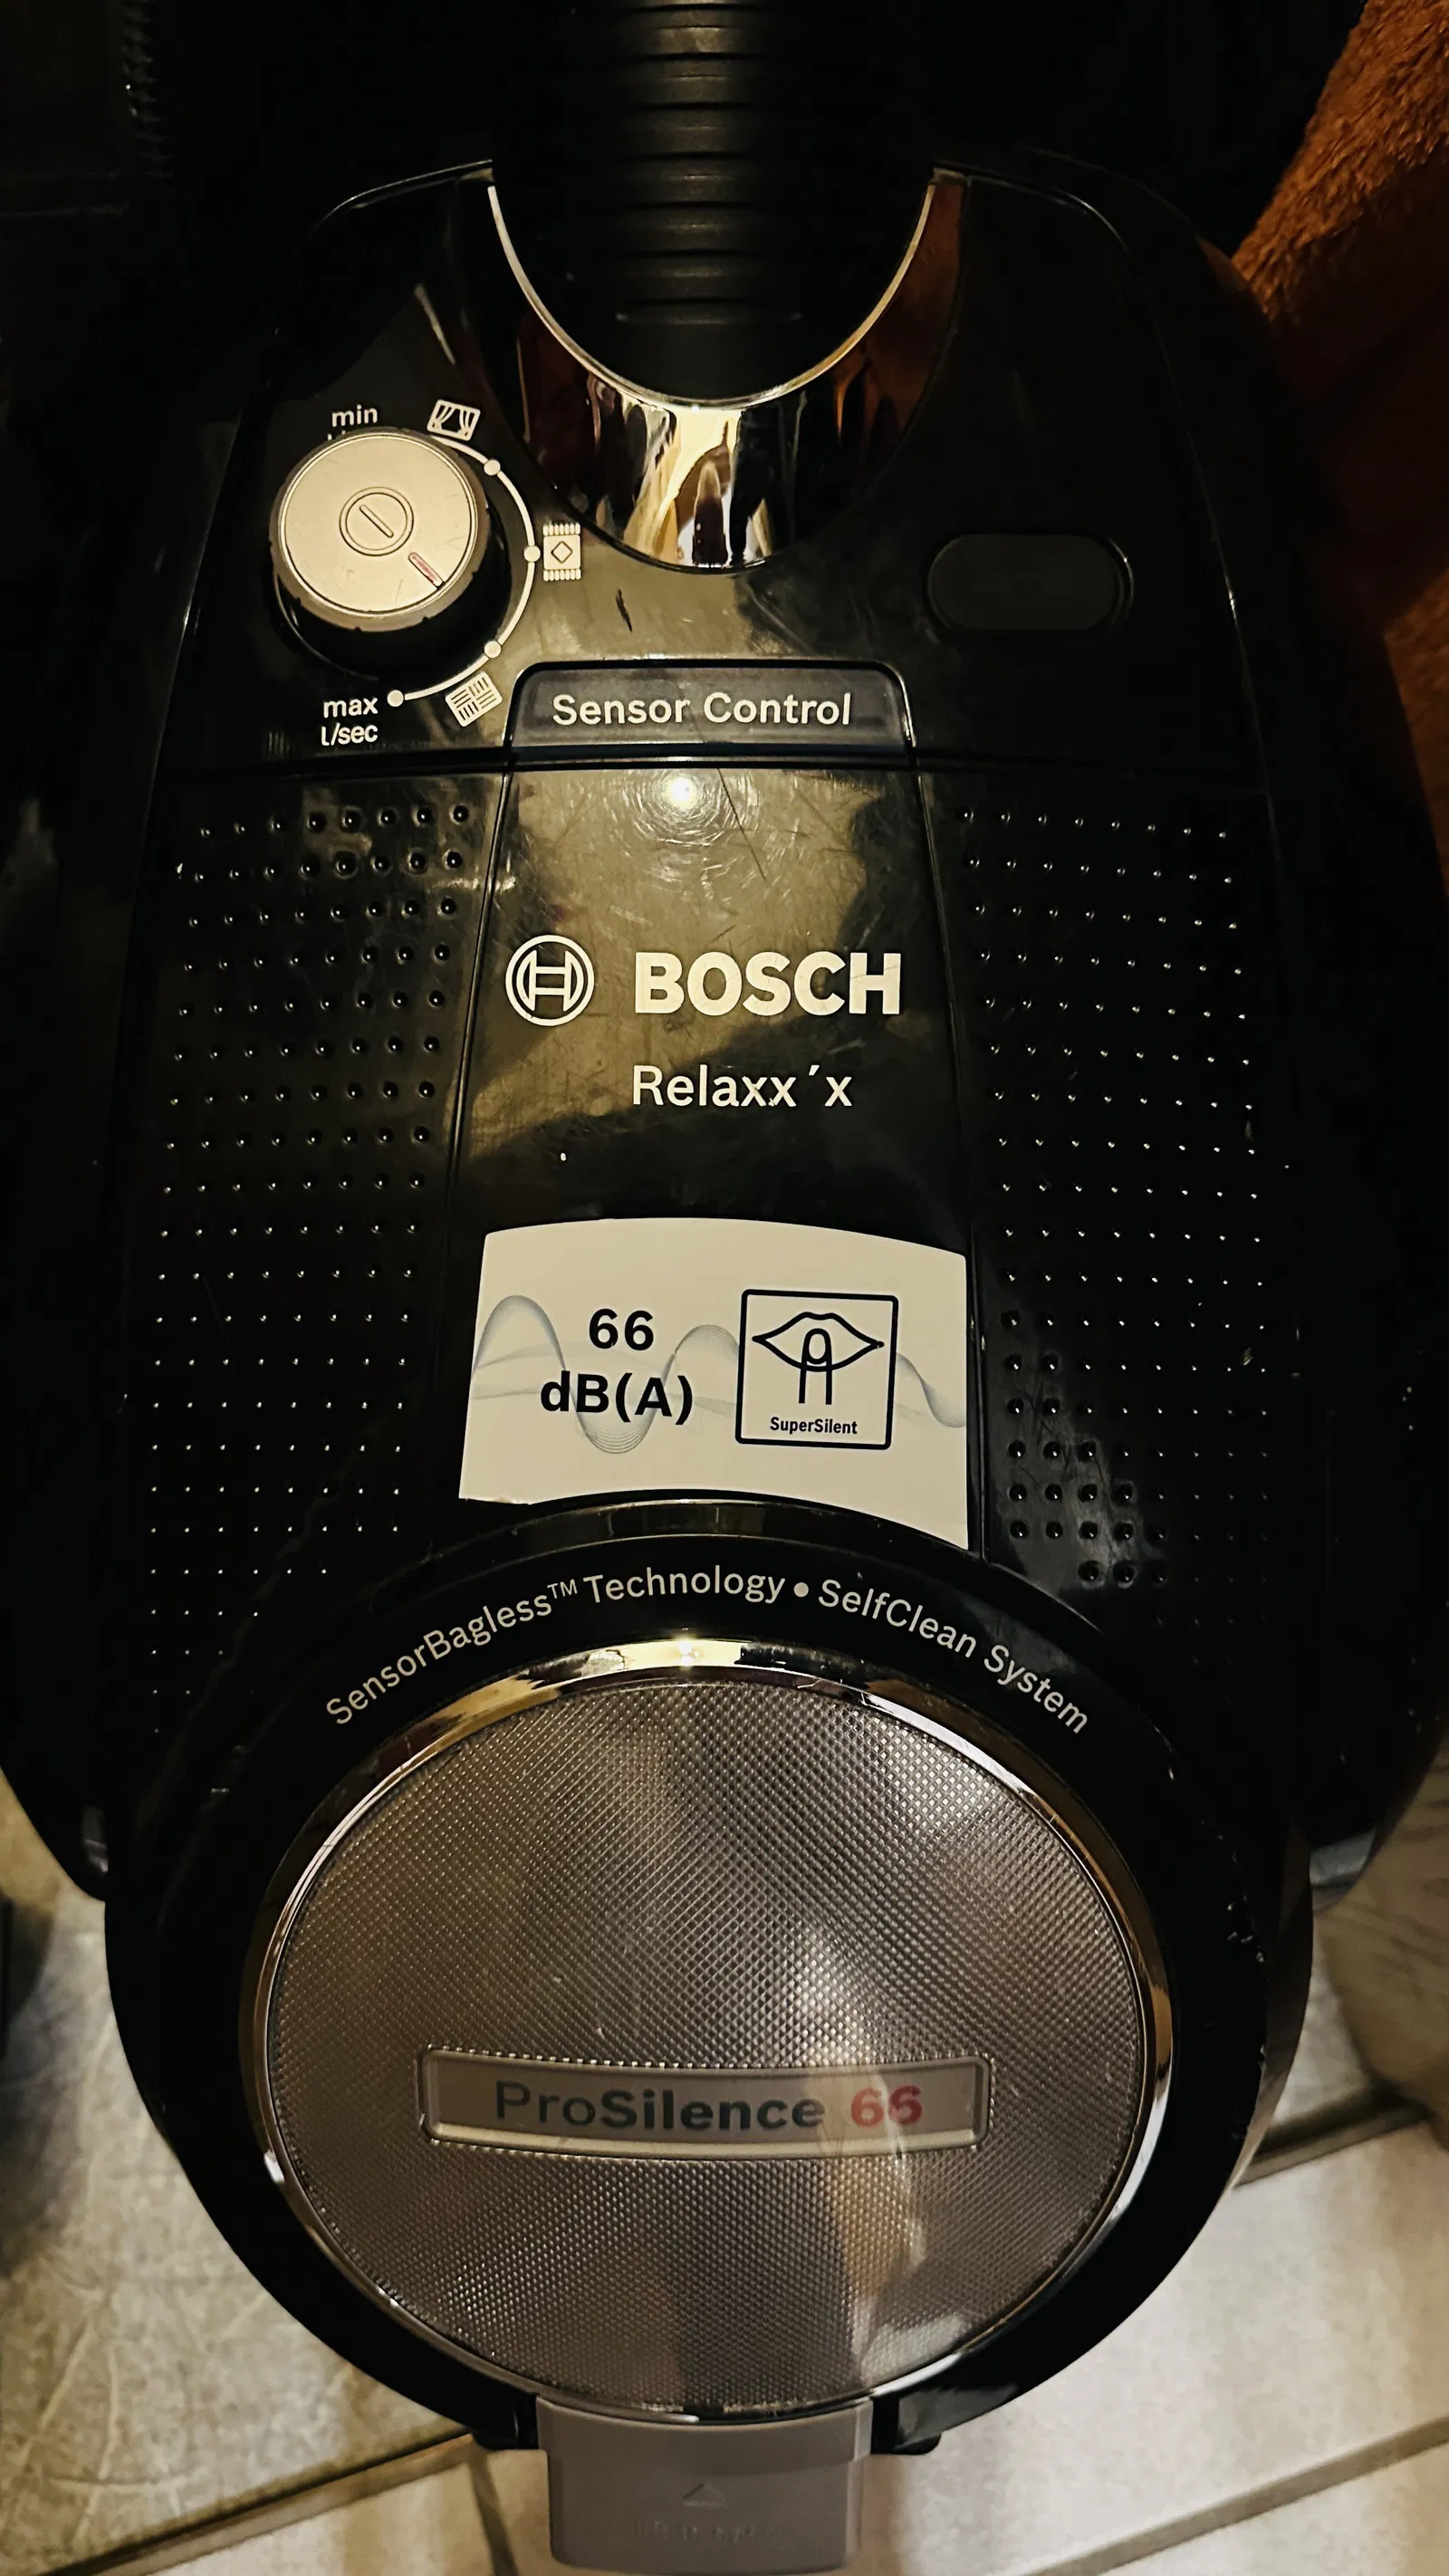 min
max
l/sec
Sensor Control
BOSCH
Relaxx´x
66
dB(A)
SuperSilent
SensorBagless™ Technology • SelfClean System
ProSilence 66